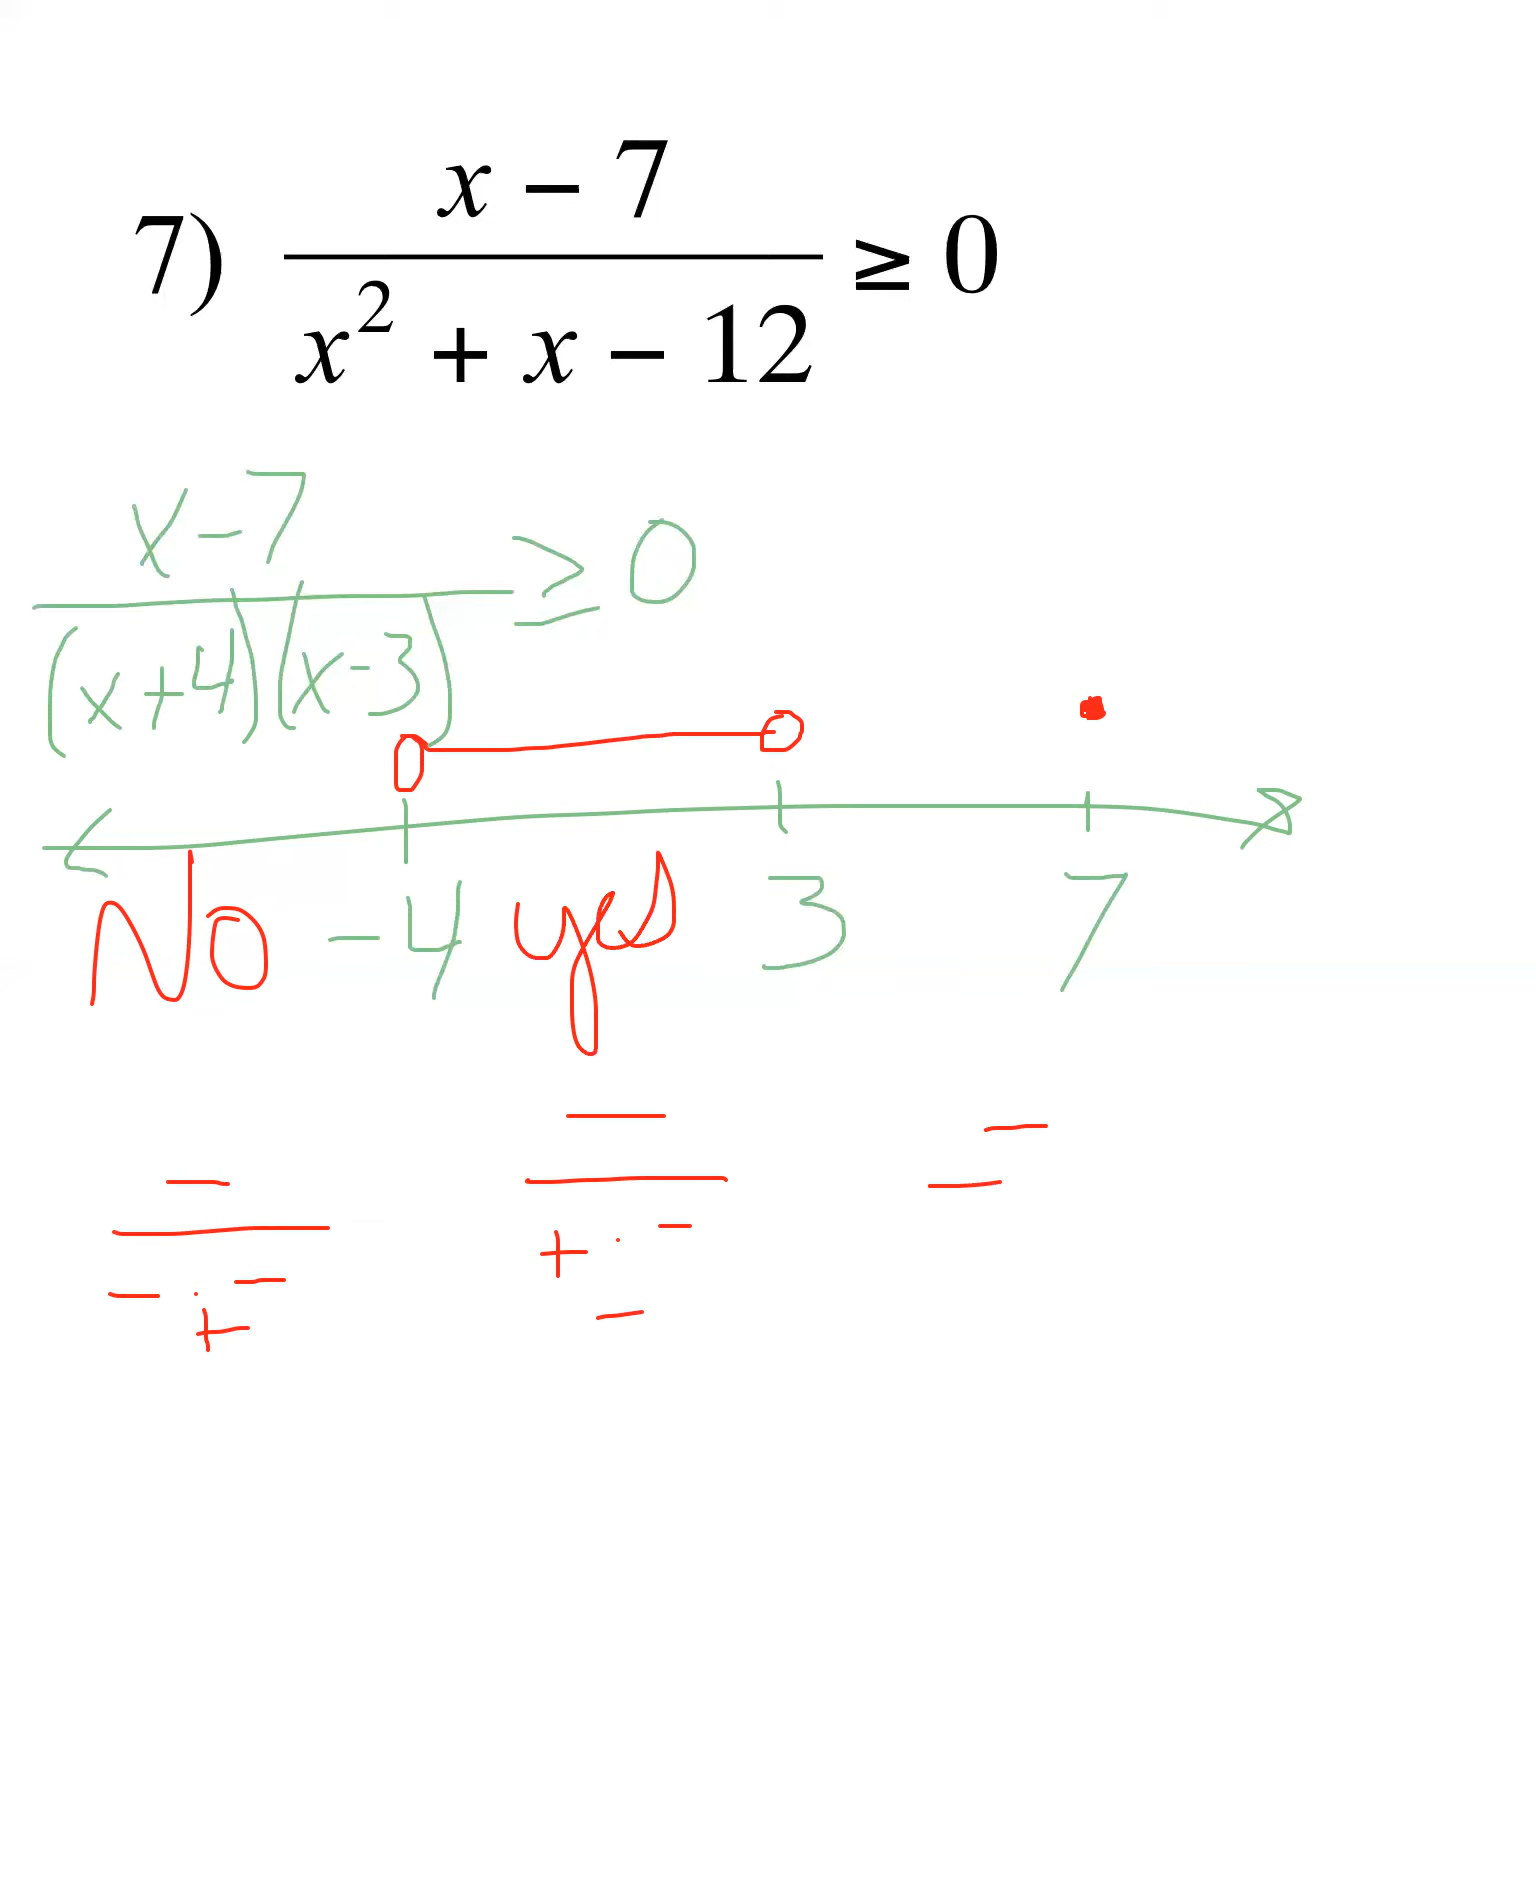 7) x − 7 / x² + x − 12 ≥ 0
x − 7 / (x + 4)(x − 3) ≥ 0
No −4 yes 3 7
− / − · −
+
− / + · −
−
−
−